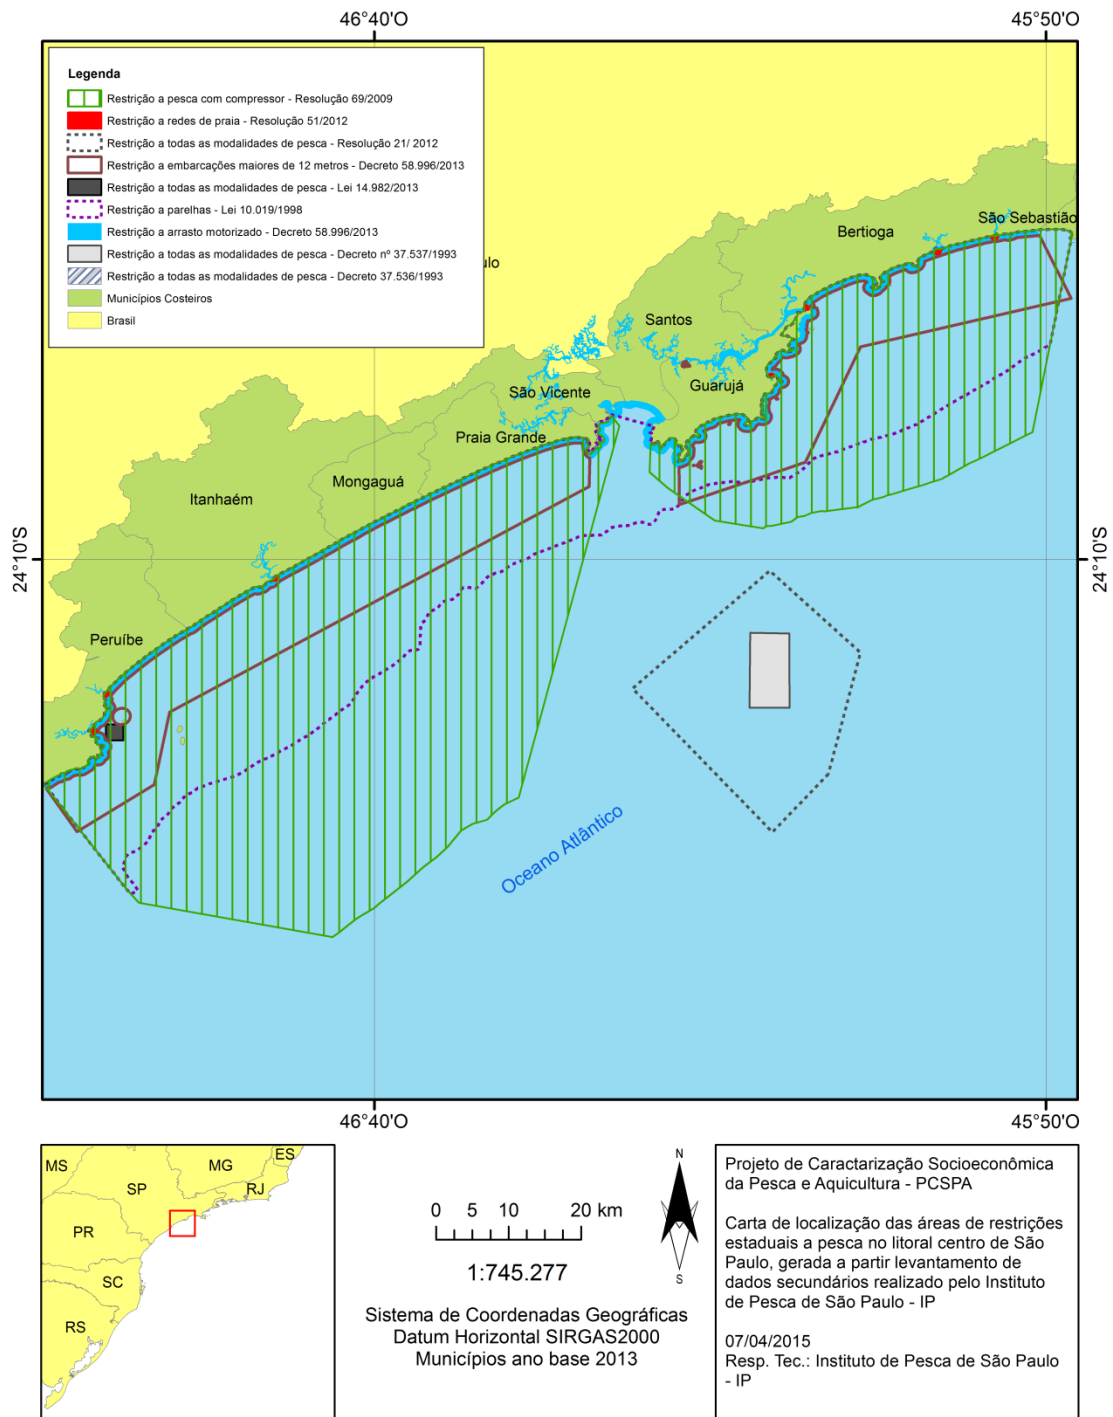 46°40'O
45°50'O
Legenda
Restrição a pesca com compressor - Resolução 69/2009
Restrição a redes de praia - Resolução 51/2012
Restrição a todas as modalidades de pesca - Resolução 21/ 2012
Restrição a embarcações maiores de 12 metros - Decreto 58.996/2013
Restrição a todas as modalidades de pesca - Lei 14.982/2013
Restrição a parelhas - Lei 10.019/1998
Restrição a arrasto motorizado - Decreto 58.996/2013
Restrição a todas as modalidades de pesca - Decreto nº 37.537/1993
Restrição a todas as modalidades de pesca - Decreto 37.536/1993
Municípios Costeiros
Brasil
ulo
São Sebastião
Bertioga
Santos
Guarujá
São Vicente
Praia Grande
Mongaguá
Itanhaém
Peruíbe
24°10'S
24°10'S
Oceano Atlântico
46°40'O
45°50'O
MS
MG
ES
SP
RJ
PR
SC
RS
0 5 10 20 km
1:745.277
Sistema de Coordenadas Geográficas
Datum Horizontal SIRGAS2000
Municípios ano base 2013
N
S
Projeto de Caractarização Socioeconômica
da Pesca e Aquicultura - PCSPA
Carta de localização das áreas de restrições
estaduais a pesca no litoral centro de São
Paulo, gerada a partir levantamento de
dados secundários realizado pelo Instituto
de Pesca de São Paulo - IP
07/04/2015
Resp. Tec.: Instituto de Pesca de São Paulo
- IP